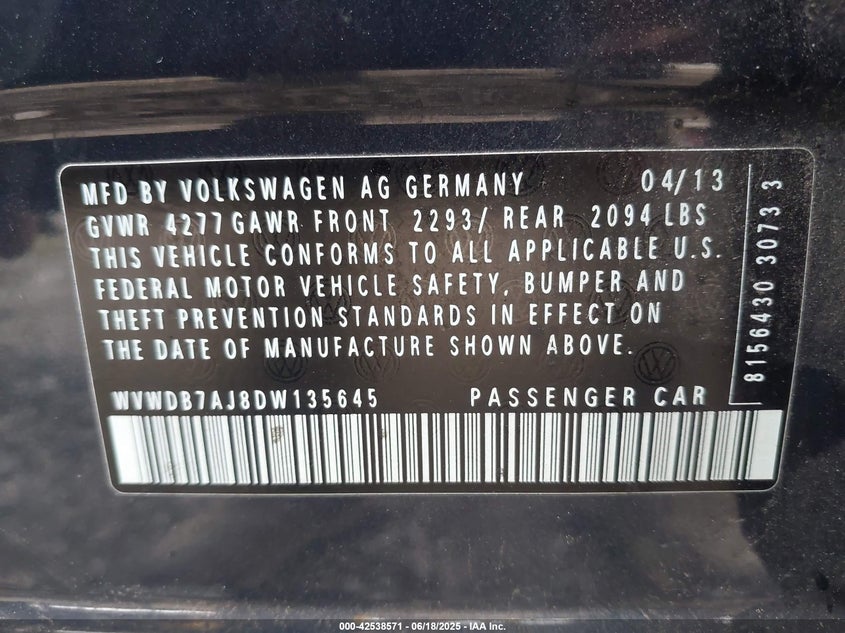 MFD BY VOLKSWAGEN AG GERMANY 04/13
GVWR 4277 GAWR FRONT 2293/ REAR 2094 LBS
THIS VEHICLE CONFORMS TO ALL APPLICABLE U.S.
FEDERAL MOTOR VEHICLE SAFETY, BUMPER AND
THEFT PREVENTION STANDARDS IN EFFECT ON
THE DATE OF MANUFACTURE SHOWN ABOVE.
WVWDB7AJ8DW135645 PASSENGER CAR
8156430 3073 3
000-42538571 - 06/18/2025 - IAA Inc.